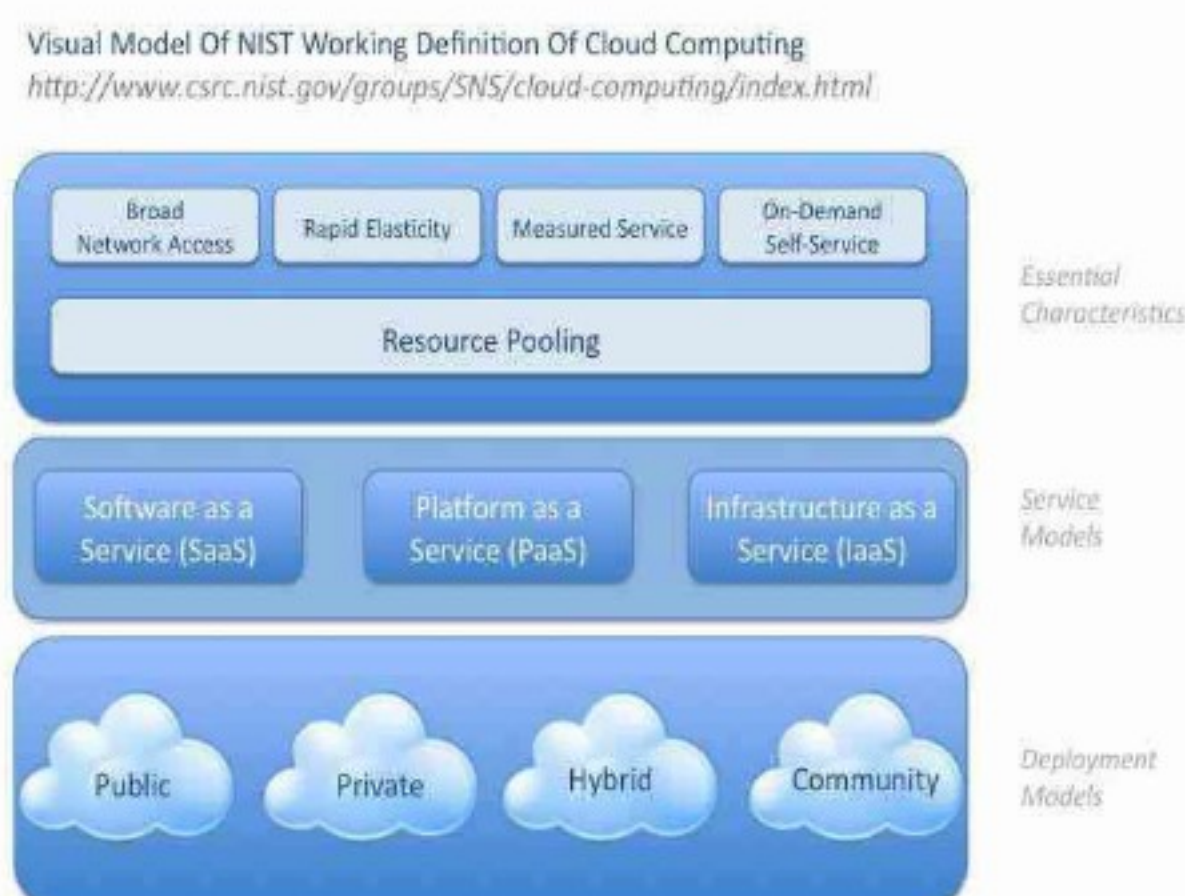 Visual Model Of NIST Working Definition Of Cloud Computing
http://www.csrc.nist.gov/groups/SNS/cloud-computing/index.html
Broad
Network Access
Rapid Elasticity
Measured Service
On-Demand
Self-Service
Resource Pooling
Essential
Characteristics
Software as a
Service (SaaS)
Platform as a
Service (PaaS)
Infrastructure as a
Service (IaaS)
Service
Models
Public
Private
Hybrid
Community
Deployment
Models